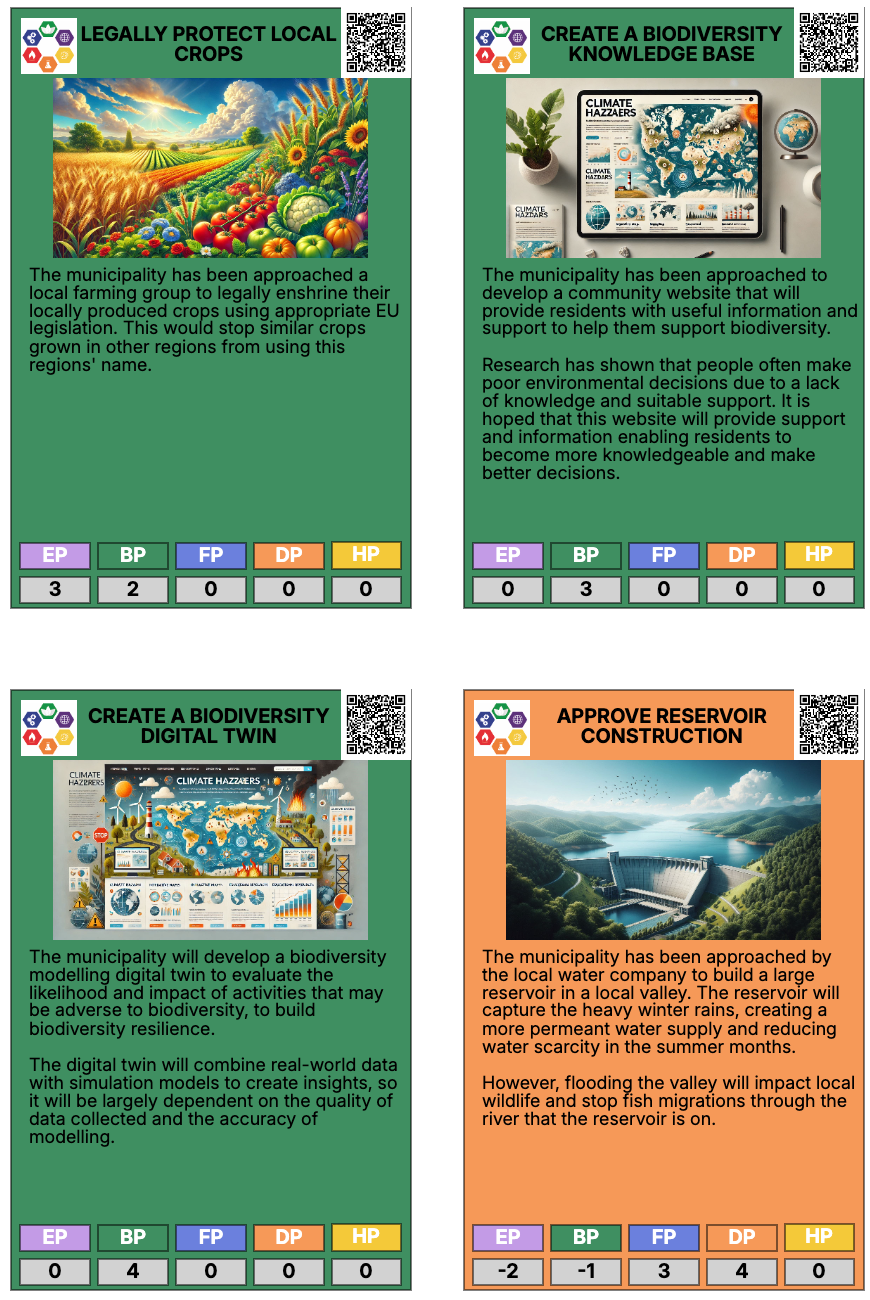 LEGALLY PROTECT LOCAL
CROPS
The municipality has been approached a
local farming group to legally enshrine their
locally produced crops using appropriate EU
legislation. This would stop similar crops
grown in other regions from using this
regions' name.
EP BP FP DP HP
3 2 0 0 0
CREATE A BIODIVERSITY
KNOWLEDGE BASE
CLIMATE
HAZZAERS
CLIMATE
CLIMATE
The municipality has been approached to
develop a community website that will
provide residents with useful information and
support to help them support biodiversity.
Research has shown that people often make
poor environmental decisions due to a lack
of knowledge and suitable support. It is
hoped that this website will provide support
and information enabling residents to
become more knowledgeable and make
better decisions.
EP BP FP DP HP
0 3 0 0 0
CREATE A BIODIVERSITY
DIGITAL TWIN
CLIMATE
CLIMATE HAZZAERS
STOP
The municipality will develop a biodiversity
modelling digital twin to evaluate the
likelihood and impact of activities that may
be adverse to biodiversity, to build
biodiversity resilience.
The digital twin will combine real-world data
with simulation models to create insights, so
it will be largely dependent on the quality of
data collected and the accuracy of
modelling.
EP BP FP DP HP
0 4 0 0 0
APPROVE RESERVOIR
CONSTRUCTION
The municipality has been approached by
the local water company to build a large
reservoir in a local valley. The reservoir will
capture the heavy winter rains, creating a
more permeant water supply and reducing
water scarcity in the summer months.
However, flooding the valley will impact local
wildlife and stop fish migrations through the
river that the reservoir is on.
EP BP FP DP HP
-2 -1 3 4 0